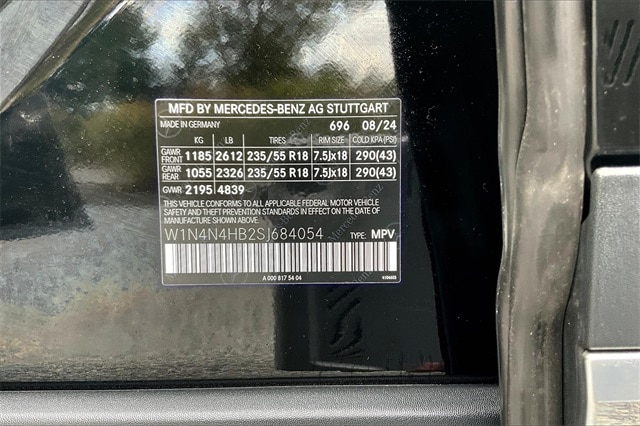 MFD BY MERCEDES-BENZ AG STUTTGART
MADE IN GERMANY 696 08/24
KG LB TIRES RIM SIZE COLD KPA(PSI)
GAWR FRONT 1185 2612 235/55 R18 7.5Jx18 290(43)
GAWR REAR 1055 2326 235/55 R18 7.5Jx18 290(43)
GVWR 2195 4839
THIS VEHICLE CONFORMS TO ALL
APPLICABLE FEDERAL MOTOR VEHICLE
SAFETY STANDARDS IN EFFECT ON THE DATE
OF MANUFACTURE SHOWN ABOVE.
W1N4N4HB2SJ684054 TYPE: MPV
A 000 817 54 04